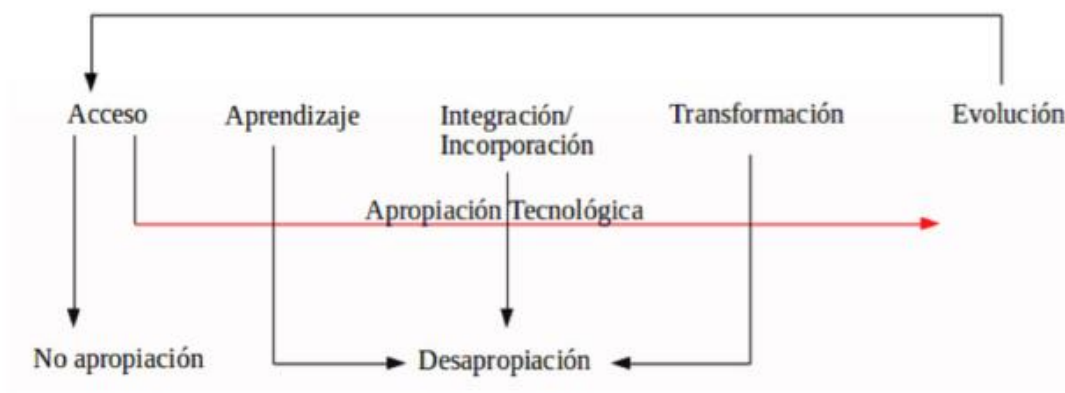 Acceso
Aprendizaje
Integración/
Incorporación
Transformación
Evolución
Apropiación Tecnológica
No apropiación
Desapropiación